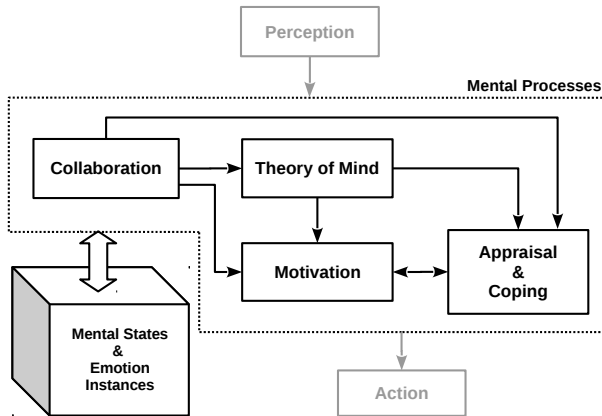 Perception
Mental Processes
Collaboration
Theory of Mind
Motivation
Appraisal
&
Coping
Mental States
&
Emotion
Instances
Action